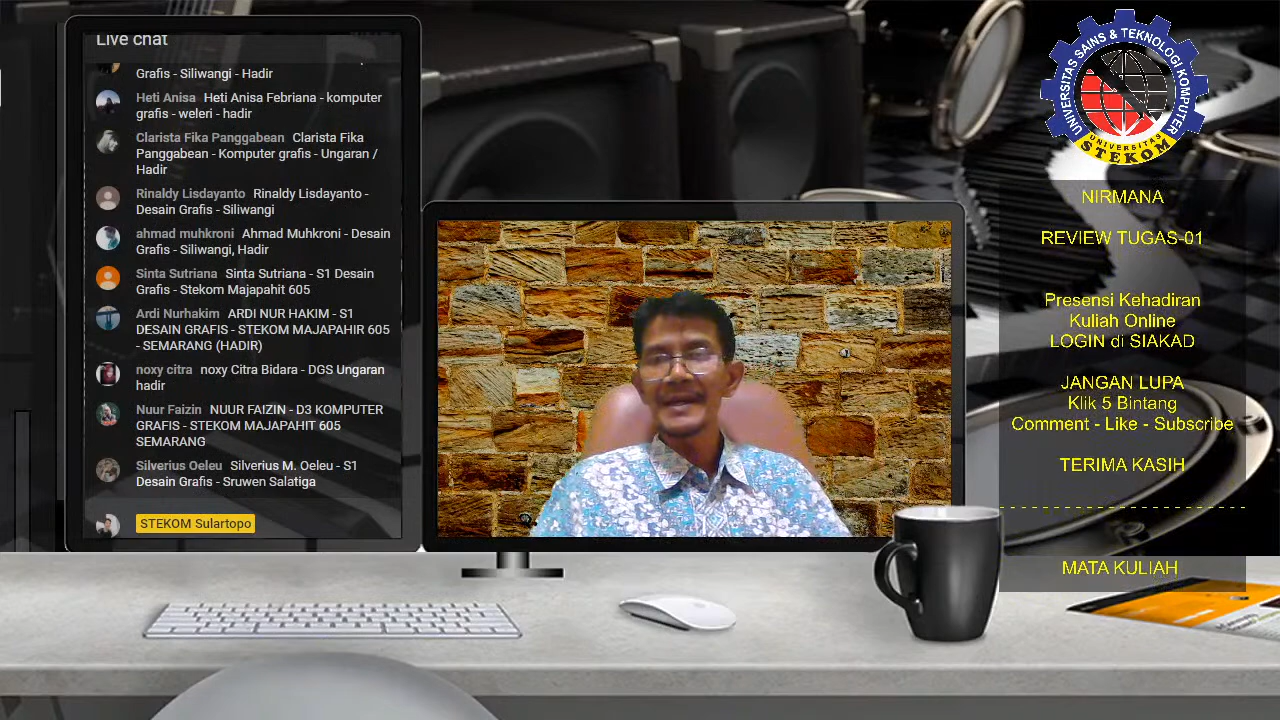 Live chat
Grafis - Siliwangi - Hadir
Heti Anisa Heti Anisa Febriana - komputer
grafis - weleri - hadir
Clarista Fika Panggabean Clarista Fika
Panggabean - Komputer grafis - Ungaran /
Hadir
Rinaldy Lisdayanto Rinaldy Lisdayanto -
Desain Grafis - Siliwangi
ahmad muhkroni Ahmad Muhkroni - Desain
Grafis - Siliwangi, Hadir
Sinta Sutriana Sinta Sutriana - S1 Desain
Grafis - Stekom Majapahit 605
Ardi Nurhakim ARDI NUR HAKIM - S1
DESAIN GRAFIS - STEKOM MAJAPAHIR 605
- SEMARANG (HADIR)
noxy citra noxy Citra Bidara - DGS Ungaran
hadir
Nuur Faizin NUUR FAIZIN - D3 KOMPUTER
GRAFIS - STEKOM MAJAPAHIT 605
SEMARANG
Silverius Oeleu Silverius M. Oeleu - S1
Desain Grafis - Sruwen Salatiga
STEKOM Sulartopo
UNIVERSITAS SAINS & TEKNOLOGI KOMPUTER
UNIVERSITAS
STEKOM
NIRMANA
REVIEW TUGAS-01
Presensi Kehadiran
Kuliah Online
LOGIN di SIAKAD
JANGAN LUPA
Klik 5 Bintang
Comment - Like - Subscribe
TERIMA KASIH
MATA KULIAH